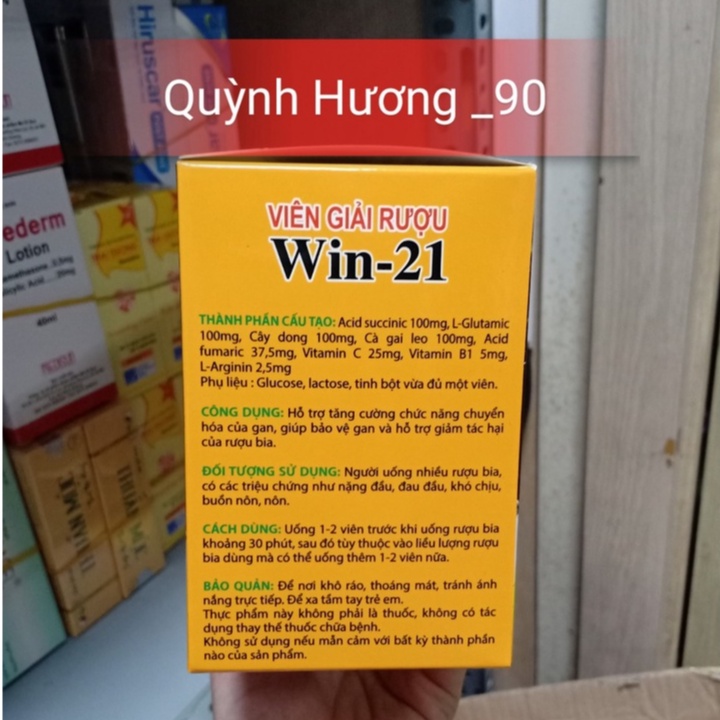 Quỳnh Hương _90
Hiruscar
ederm
Lotion
40ml
VIÊN GIẢI RƯỢU
Win-21
THÀNH PHẦN CẤU TẠO: Acid succinic 100mg, L-Glutamic
100mg, Cây dong 100mg, Cà gai leo 100mg, Acid
fumaric 37,5mg, Vitamin C 25mg, Vitamin B1 5mg,
L-Arginin 2,5mg
Phụ liệu : Glucose, lactose, tinh bột vừa đủ một viên.
CÔNG DỤNG: Hỗ trợ tăng cường chức năng chuyển
hóa của gan, giúp bảo vệ gan và hỗ trợ giảm tác hại
của rượu bia.
ĐỐI TƯỢNG SỬ DỤNG: Người uống nhiều rượu bia,
có các triệu chứng như nặng đầu, đau đầu, khó chịu,
buồn nôn, nôn.
CÁCH DÙNG: Uống 1-2 viên trước khi uống rượu bia
khoảng 30 phút, sau đó tùy thuộc vào liều lượng rượu
bia dùng mà có thể uống thêm 1-2 viên nữa.
BẢO QUẢN: Để nơi khô ráo, thoáng mát, tránh ánh
nắng trực tiếp. Để xa tầm tay trẻ em.
Thực phẩm này không phải là thuốc, không có tác
dụng thay thế thuốc chữa bệnh.
Không sử dụng nếu mẫn cảm với bất kỳ thành phần
nào của sản phẩm.